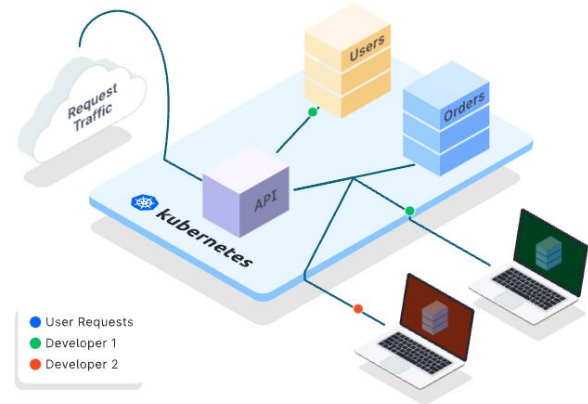 Request
Traffic
Users
Orders
API
kubernetes
User Requests
Developer 1
Developer 2